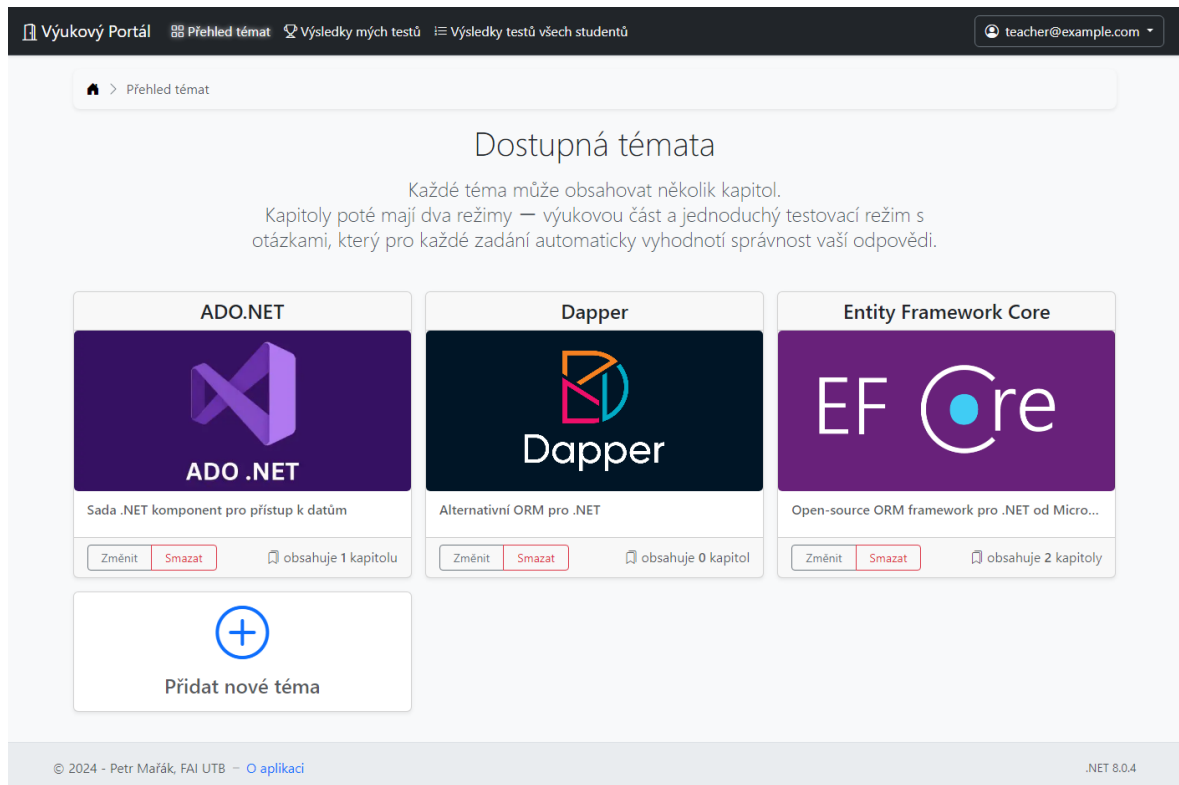 Výukový Portál Přehled témat Výsledky mých testů Výsledky testů všech studentů teacher@example.com
Přehled témat
Dostupná témata
Každé téma může obsahovat několik kapitol.
Kapitoly poté mají dva režimy — výukovou část a jednoduchý testovací režim s
otázkami, který pro každé zadání automaticky vyhodnotí správnost vaší odpovědi.
ADO.NET
ADO .NET
Sada .NET komponent pro přístup k datům
Změnit Smazat obsahuje 1 kapitolu
Dapper
Dapper
Alternativní ORM pro .NET
Změnit Smazat obsahuje 0 kapitol
Entity Framework Core
EF Core
Open-source ORM framework pro .NET od Micro...
Změnit Smazat obsahuje 2 kapitoly
Přidat nové téma
© 2024 - Petr Mařák, FAI UTB – O aplikaci .NET 8.0.4